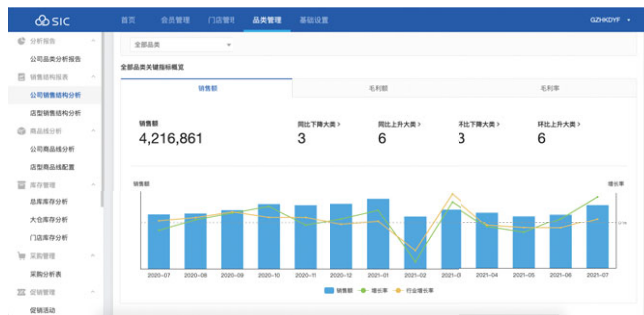 SIC
首页 会员管理 门店管理 品类管理 基础设置 GZHKDYF
分析报告
公司品类分析报告
销售结构报表
公司销售结构分析
店型销售结构分析
商品线分析
公司商品线分析
店型商品线配置
库存管理
总库库存分析
大仓库存分析
门店库存分析
采购管理
采购分析表
促销管理
促销活动
全部品类
全部品类关键指标概览
销售额 毛利额 毛利率
销售额 同比下降大类 > 同比上升大类 > 环比下降大类 > 环比上升大类 >
4,216,861 3 6 3 6
销售额 增长率
2020-07 2020-08 2020-09 2020-10 2020-11 2020-12 2021-01 2021-02 2021-03 2021-04 2021-05 2021-06 2021-07
销售额 增长率 行业增长率